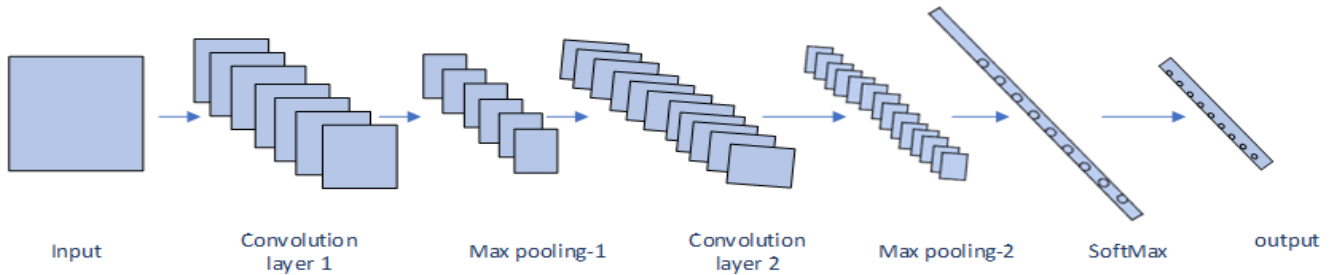 Input
Convolution
layer 1
Max pooling-1
Convolution
layer 2
Max pooling-2
SoftMax
output